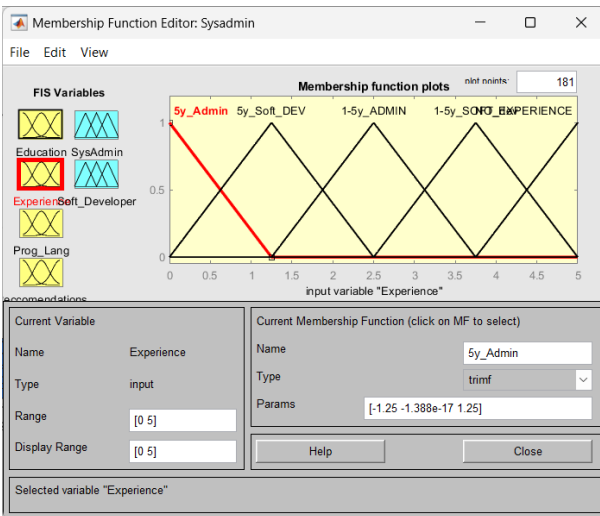 Membership Function Editor: Sysadmin
File Edit View
FIS Variables
Membership function plots
plot points:
181
5y_Admin
5y_Soft_DEV
1-5y_ADMIN
1-5y_SOFT_DEV
NO_EXPERIENCE
Education
SysAdmin
Experience
Soft_Developer
Prog_Lang
eccomendations
1
0.5
0
0 0.5 1 1.5 2 2.5 3 3.5 4 4.5 5
input variable "Experience"
Current Variable
Name Experience
Type input
Range [0 5]
Display Range [0 5]
Current Membership Function (click on MF to select)
Name 5y_Admin
Type trimf
Params [-1.25 -1.388e-17 1.25]
Help
Close
Selected variable "Experience"